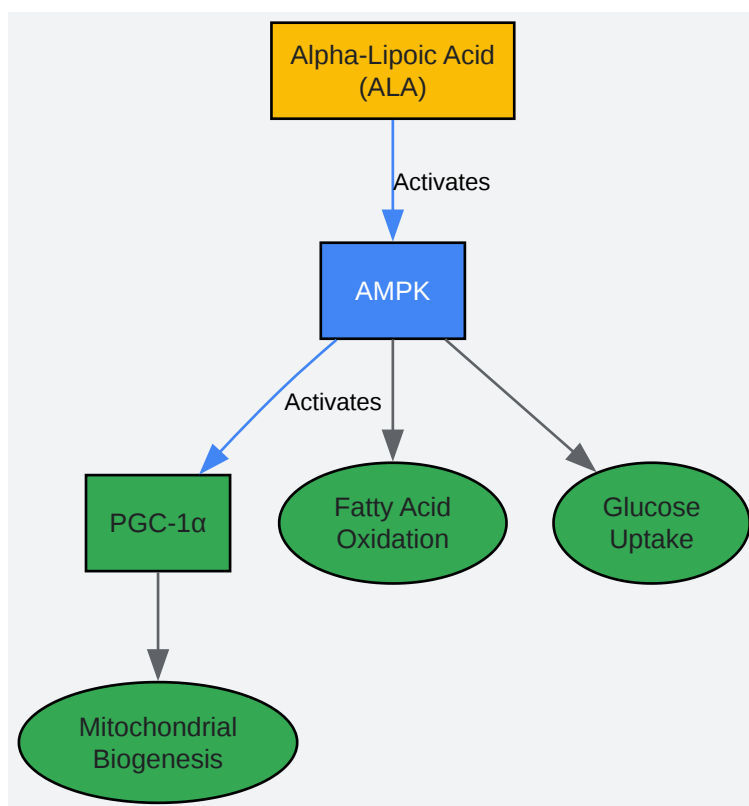 Alpha-Lipoic Acid
(ALA)
Activates
AMPK
Activates
PGC-1α
Fatty Acid
Oxidation
Glucose
Uptake
Mitochondrial
Biogenesis